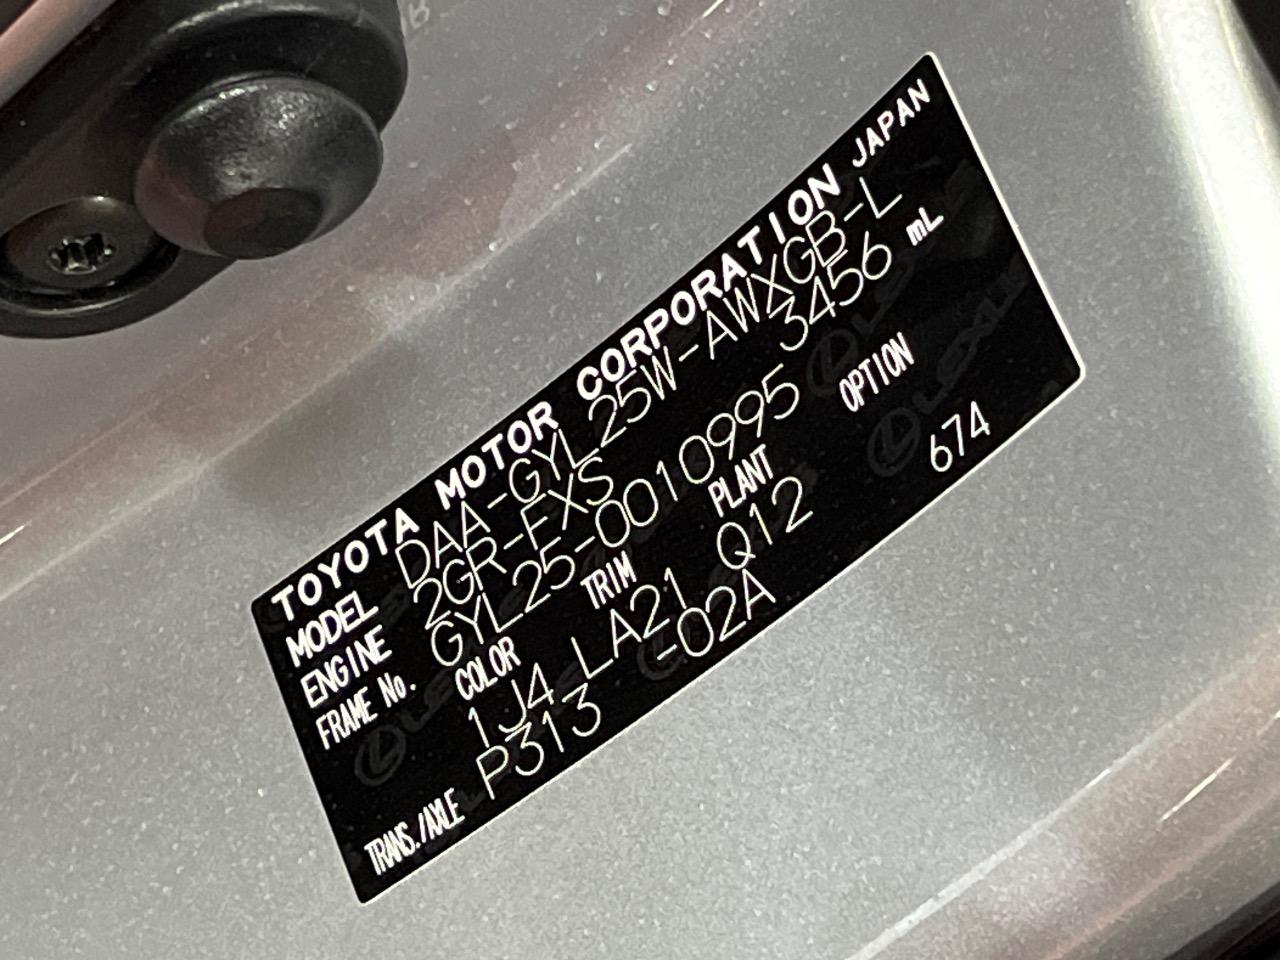 TOYOTA MOTOR CORPORATION JAPAN
MODEL DAA-GYL25W-AWXGB-L
ENGINE 2GR-FXS 3456 mL
FRAME No. GYL25-0010995
COLOR TRIM PLANT OPTION
1J4 LA21 Q12 674
TRANS./AXLE P313 -02A